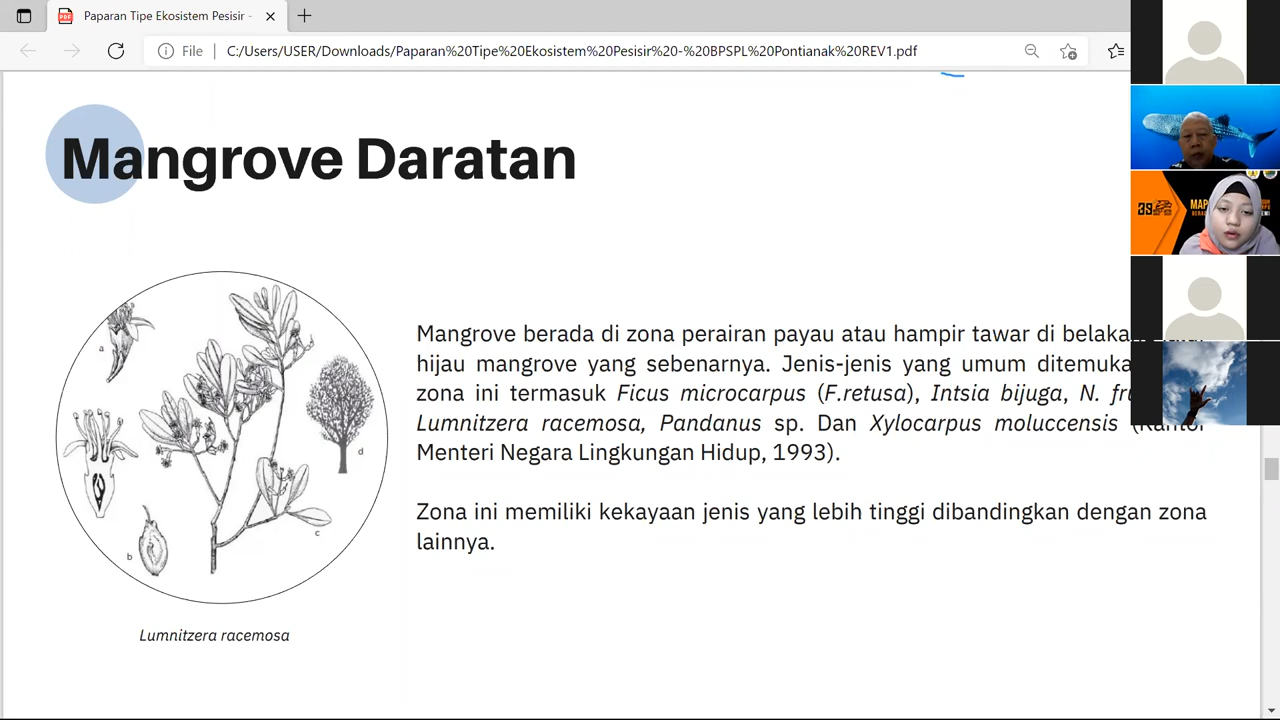 Paparan Tipe Ekosistem Pesisir -
File
C:/Users/USER/Downloads/Paparan%20Tipe%20Ekosistem%20Pesisir%20-%20BPSPL%20Pontianak%20REV1.pdf
Mangrove Daratan
39
MAP
Mangrove berada di zona perairan payau atau hampir tawar di
hijau mangrove yang sebenarnya. Jenis-jenis yang umum
zona ini termasuk Ficus microcarpus (F.retusa), Intsia bijuga, N.
Lumnitzera racemosa, Pandanus sp. Dan Xylocarpus moluccensis
Menteri Negara Lingkungan Hidup, 1993).
Zona ini memiliki kekayaan jenis yang lebih tinggi dibandingkan dengan zona
lainnya.
a
b
c
d
Lumnitzera racemosa